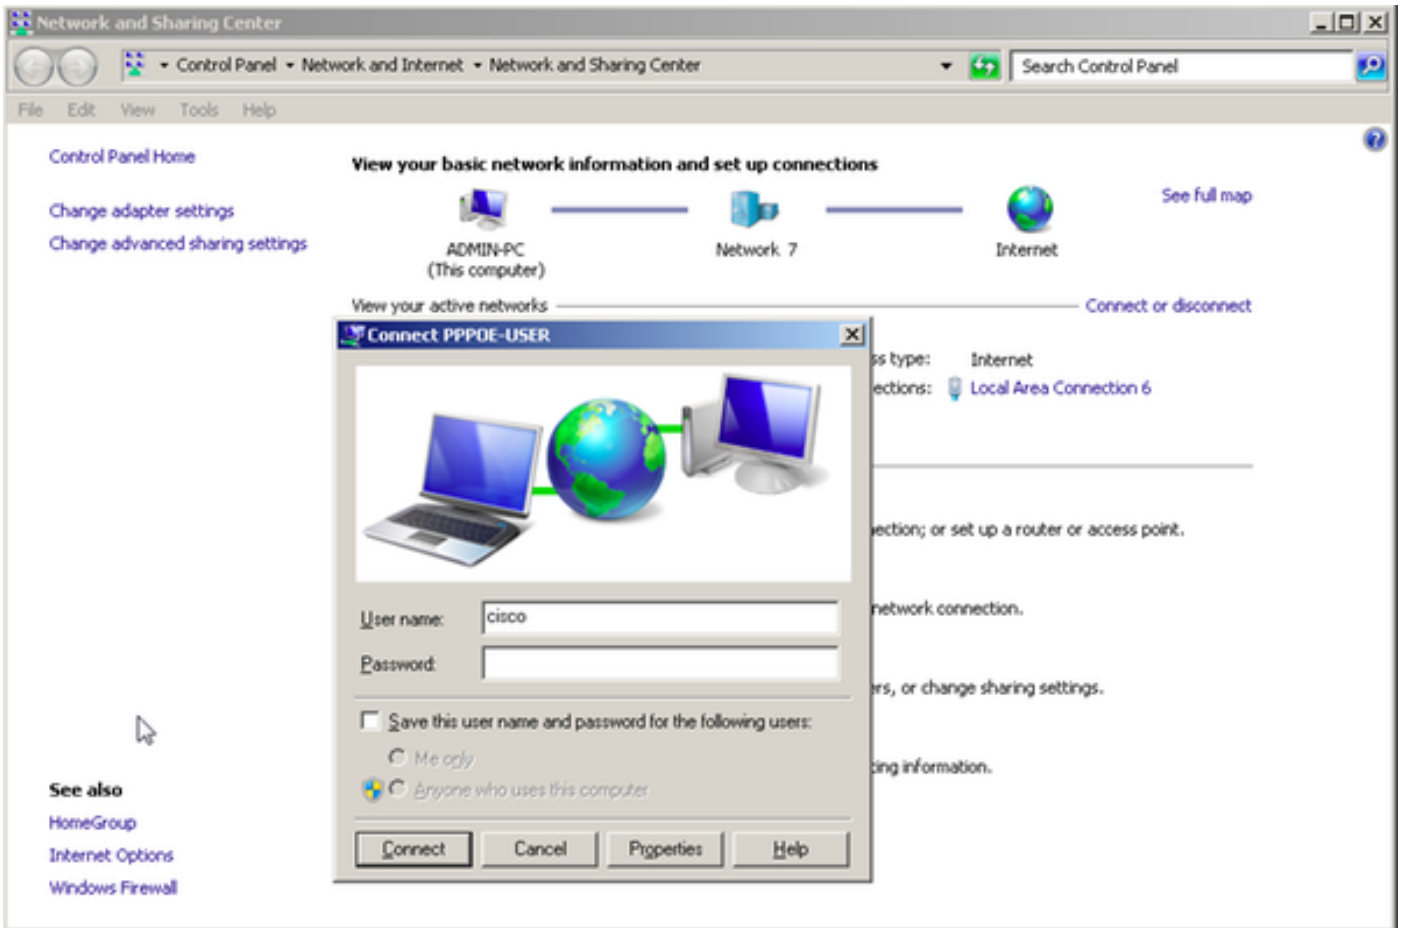 Network and Sharing Center
Control Panel Network and Internet Network and Sharing Center
Search Control Panel
File Edit View Tools Help
Control Panel Home
Change adapter settings
Change advanced sharing settings
View your basic network information and set up connections
See full map
ADMIN-PC
(This computer)
Network 7
Internet
View your active networks
Connect or disconnect
ss type: Internet
ections: Local Area Connection 6
ection; or set up a router or access point.
network connection.
ers, or change sharing settings.
ting information.
Connect PPPOE-USER
User name: cisco
Password:
Save this user name and password for the following users:
Me only
Anyone who uses this computer
Connect Cancel Properties Help
See also
HomeGroup
Internet Options
Windows Firewall